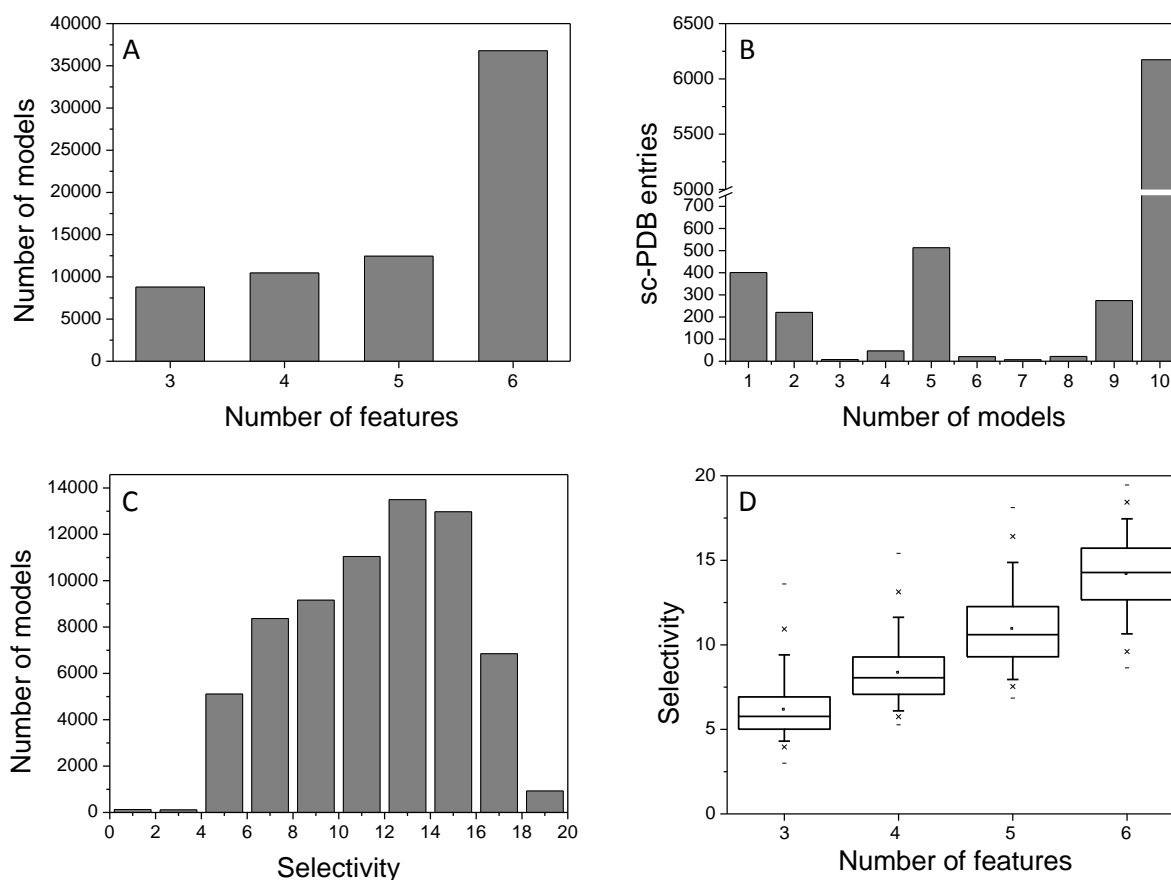 A
Number of models
40000
35000
30000
25000
20000
15000
10000
5000
0
3 4 5 6
Number of features
B
sc-PDB entries
6500
6000
5500
5000
700
600
500
400
300
200
100
0
1 2 3 4 5 6 7 8 9 10
Number of models
C
Number of models
14000
12000
10000
8000
6000
4000
2000
0
0 2 4 6 8 10 12 14 16 18 20
Selectivity
D
Selectivity
20
15
10
5
0
3 4 5 6
Number of features